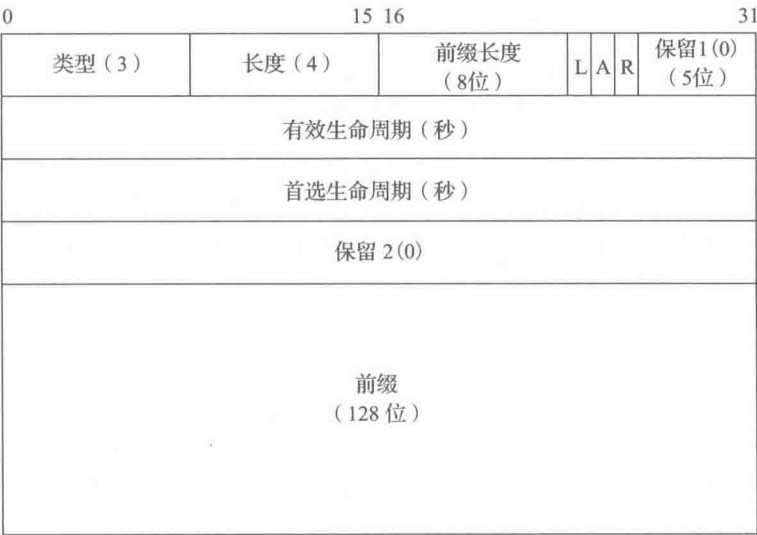 0 15 16 31
类型（3） 长度（4） 前缀长度 L A R 保留1(0)
（8位） （5位）
有效生命周期（秒）
首选生命周期（秒）
保留 2(0)
前缀
（128 位）